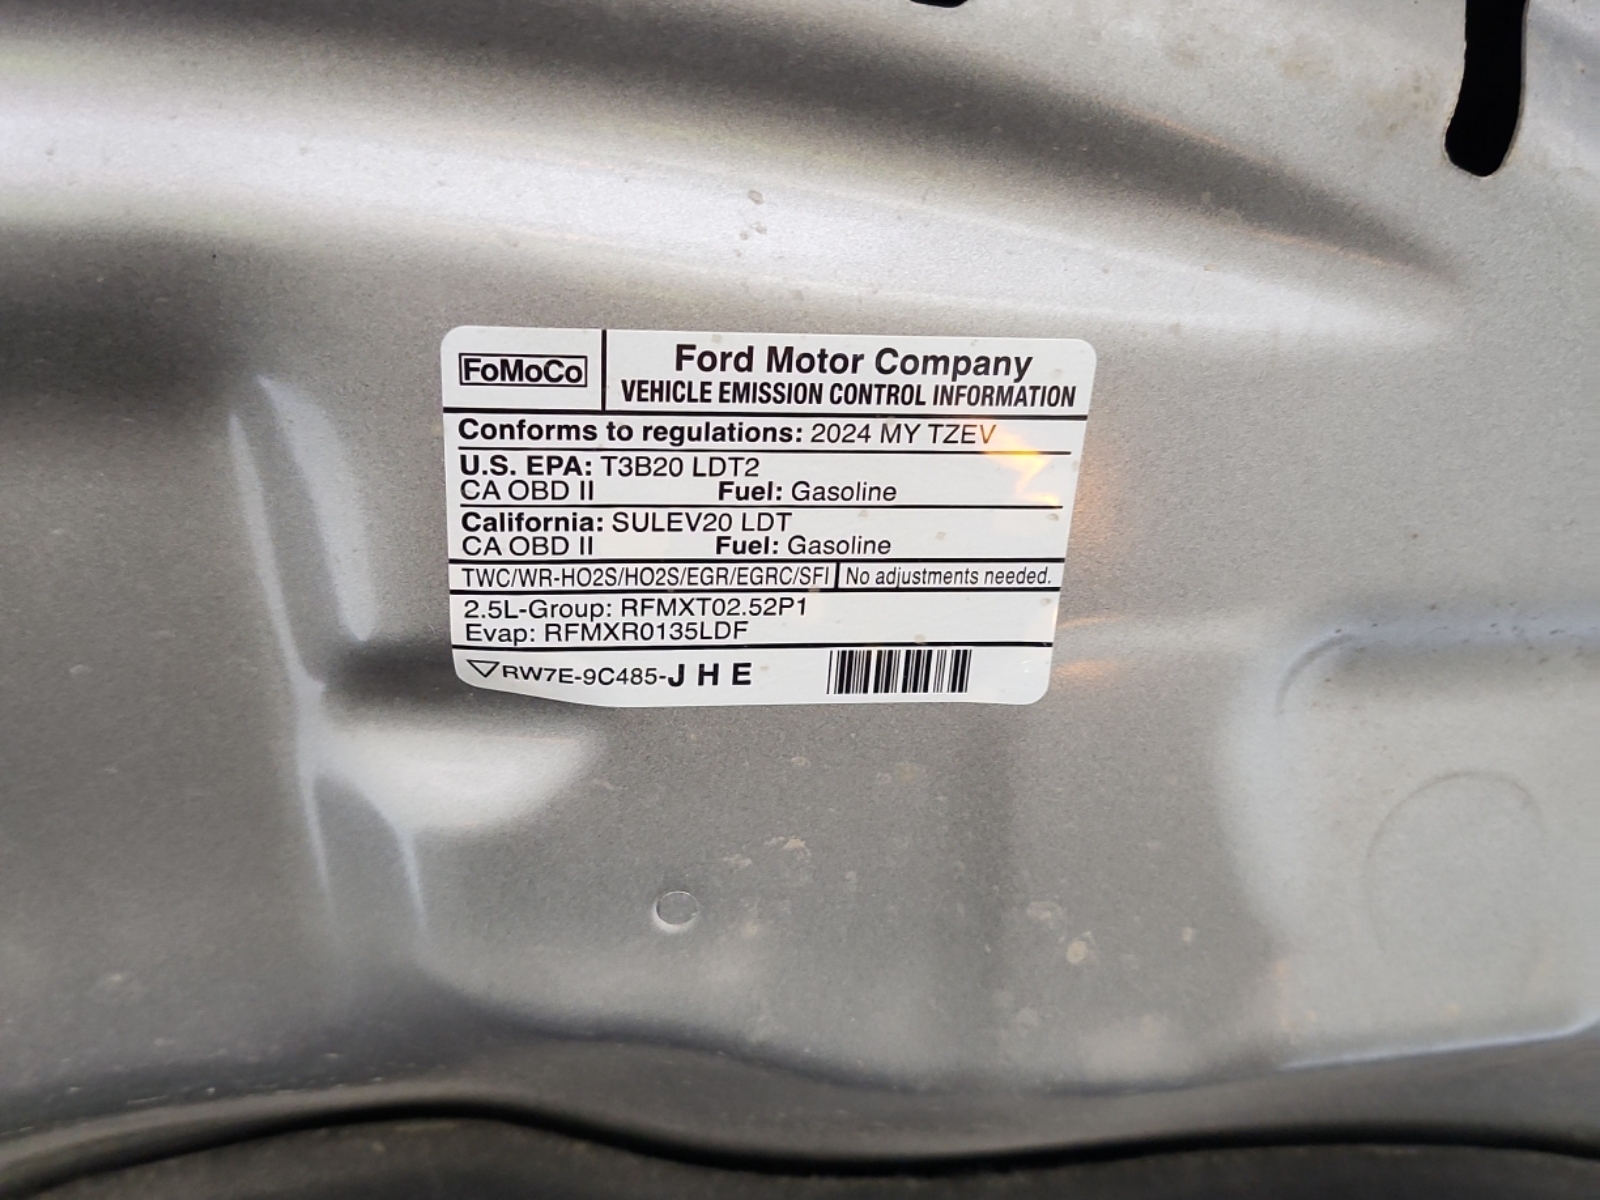 FoMoCo
Ford Motor Company
VEHICLE EMISSION CONTROL INFORMATION
Conforms to regulations: 2024 MY TZEV
U.S. EPA: T3B20 LDT2
CA OBD II Fuel: Gasoline
California: SULEV20 LDT
CA OBD II Fuel: Gasoline
TWC/WR-HO2S/HO2S/EGR/EGRC/SFI No adjustments needed.
2.5L-Group: RFMXT02.52P1
Evap: RFMXR0135LDF
RW7E-9C485-J H E